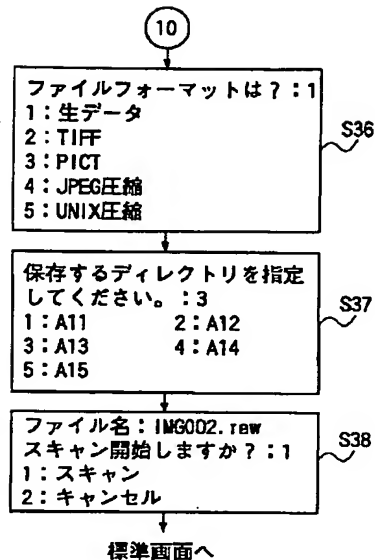 10
ファイルフォーマットは？：1
1：生データ
2：TIFF
3：PICT
4：JPEG圧縮
5：UNIX圧縮
S36
保存するディレクトリを指定
してください。：3
1：A11 2：A12
3：A13 4：A14
5：A15
S37
ファイル名：IMG002.raw
スキャン開始しますか？：1
1：スキャン
2：キャンセル
S38
標準画面へ